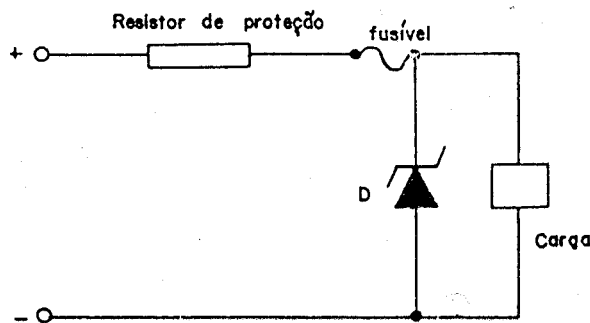 Resistor de proteção
fusível
+
D
Carga
–